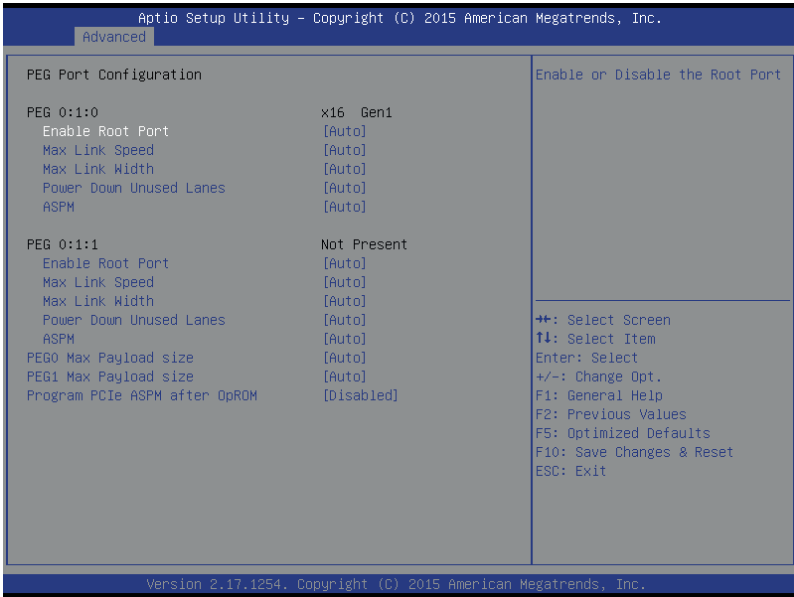 Aptio Setup Utility – Copyright (C) 2015 American Megatrends, Inc.
Advanced
PEG Port Configuration
Enable or Disable the Root Port
PEG 0:1:0 x16 Gen1
Enable Root Port [Auto]
Max Link Speed [Auto]
Max Link Width [Auto]
Power Down Unused Lanes [Auto]
ASPM [Auto]
PEG 0:1:1 Not Present
Enable Root Port [Auto]
Max Link Speed [Auto]
Max Link Width [Auto]
Power Down Unused Lanes [Auto]
ASPM [Auto]
PEG0 Max Payload size [Auto]
PEG1 Max Payload size [Auto]
Program PCIe ASPM after OpROM [Disabled]
→←: Select Screen
↑↓: Select Item
Enter: Select
+/-: Change Opt.
F1: General Help
F2: Previous Values
F5: Optimized Defaults
F10: Save Changes & Reset
ESC: Exit
Version 2.17.1254. Copyright (C) 2015 American Megatrends, Inc.